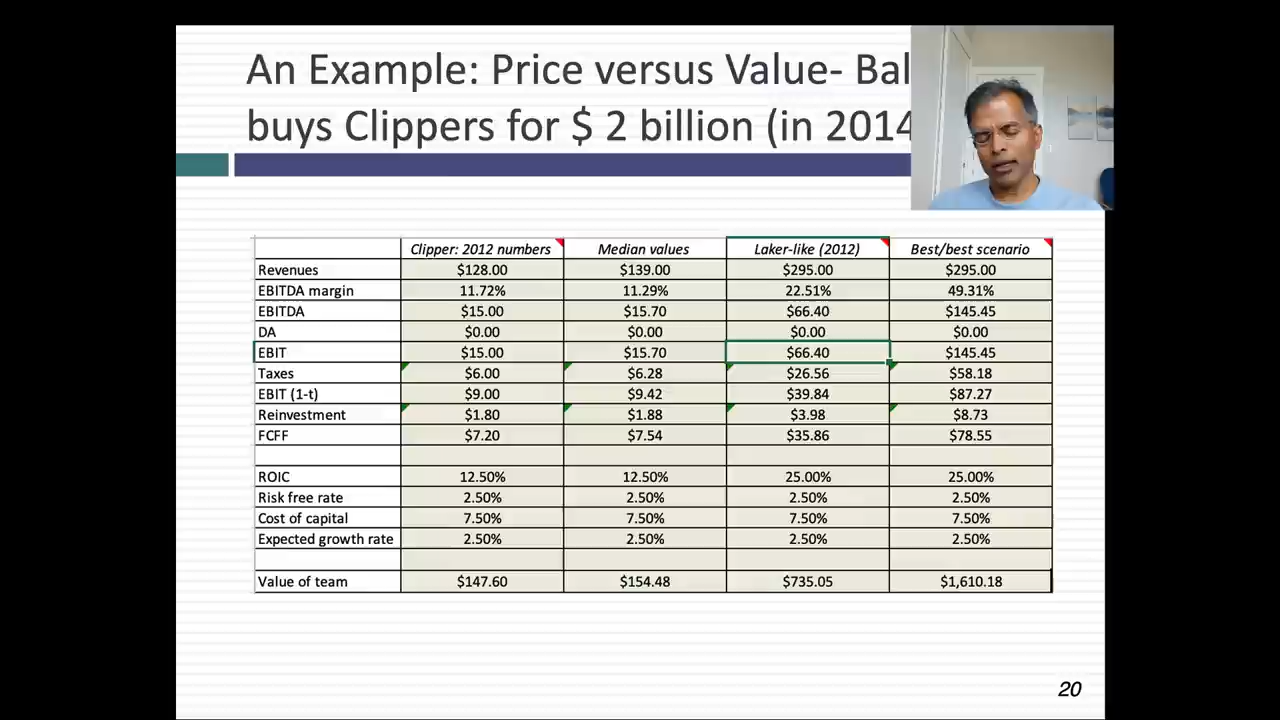 An Example: Price versus Value- Bal
buys Clippers for $ 2 billion (in 2014
Clipper: 2012 numbers Median values Laker-like (2012) Best/best scenario
Revenues $128.00 $139.00 $295.00 $295.00
EBITDA margin 11.72% 11.29% 22.51% 49.31%
EBITDA $15.00 $15.70 $66.40 $145.45
DA $0.00 $0.00 $0.00 $0.00
EBIT $15.00 $15.70 $66.40 $145.45
Taxes $6.00 $6.28 $26.56 $58.18
EBIT (1-t) $9.00 $9.42 $39.84 $87.27
Reinvestment $1.80 $1.88 $3.98 $8.73
FCFF $7.20 $7.54 $35.86 $78.55
ROIC 12.50% 12.50% 25.00% 25.00%
Risk free rate 2.50% 2.50% 2.50% 2.50%
Cost of capital 7.50% 7.50% 7.50% 7.50%
Expected growth rate 2.50% 2.50% 2.50% 2.50%
Value of team $147.60 $154.48 $735.05 $1,610.18
20